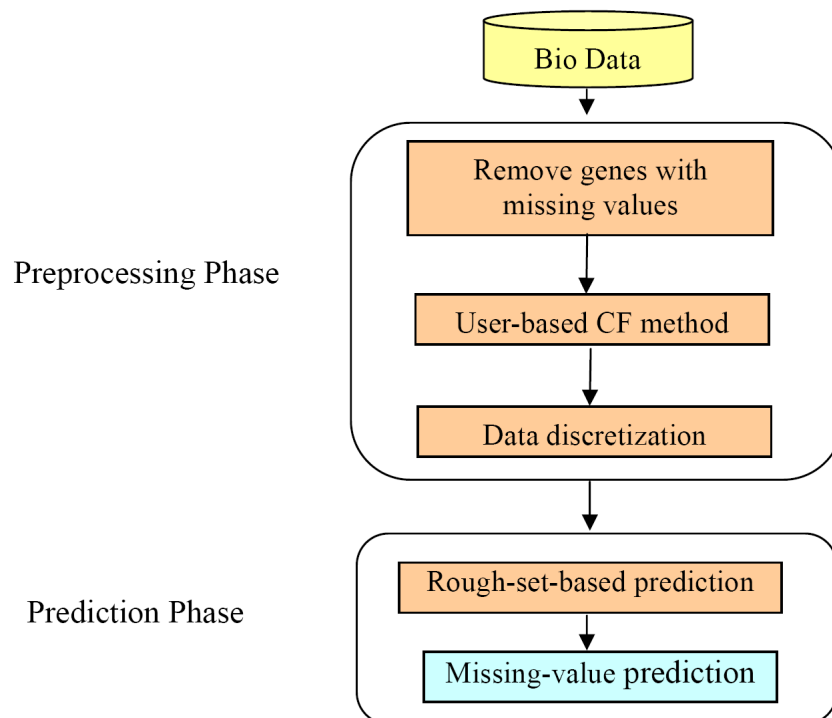 Bio Data
Remove genes with
missing values
Preprocessing Phase
User-based CF method
Data discretization
Rough-set-based prediction
Prediction Phase
Missing-value prediction